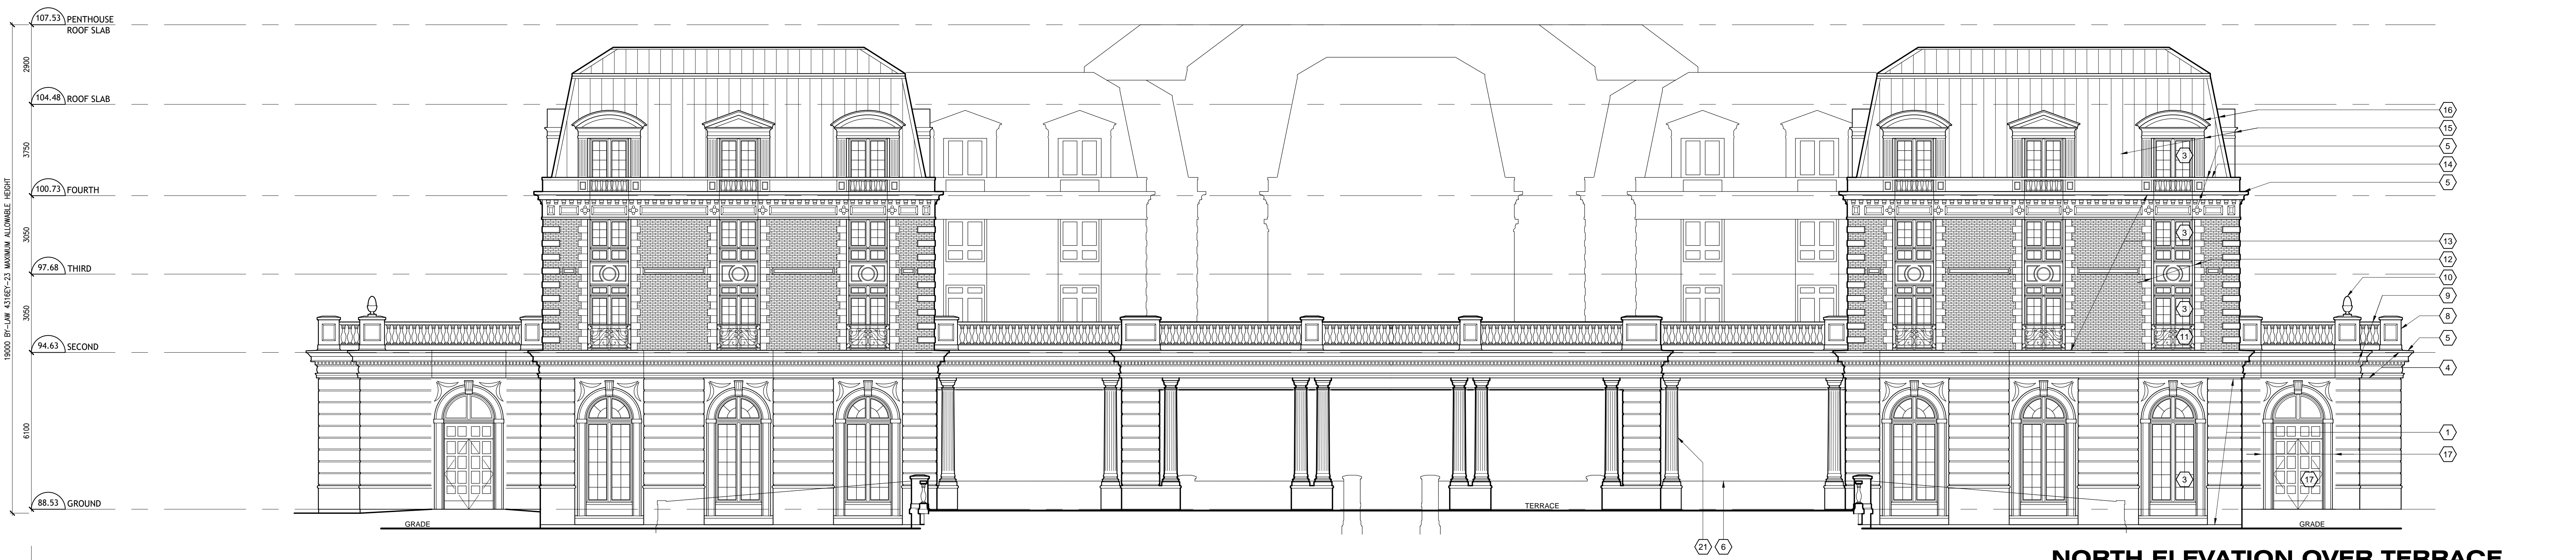 107.53 PENTHOUSE
ROOF SLAB
2900
104.48 ROOF SLAB
3750
100.73 FOURTH
3050
97.68 THIRD
3050
94.63 SECOND
6100
88.53 GROUND
19000 BY-LAW 4316EY-23 MAXIMUM ALLOWABLE HEIGHT
GRADE
TERRACE
GRADE
3
3
3
11
3
17
16
15
5
14
5
13
12
10
9
8
5
4
1
17
21 6
NORTH ELEVATION OVER TERRACE